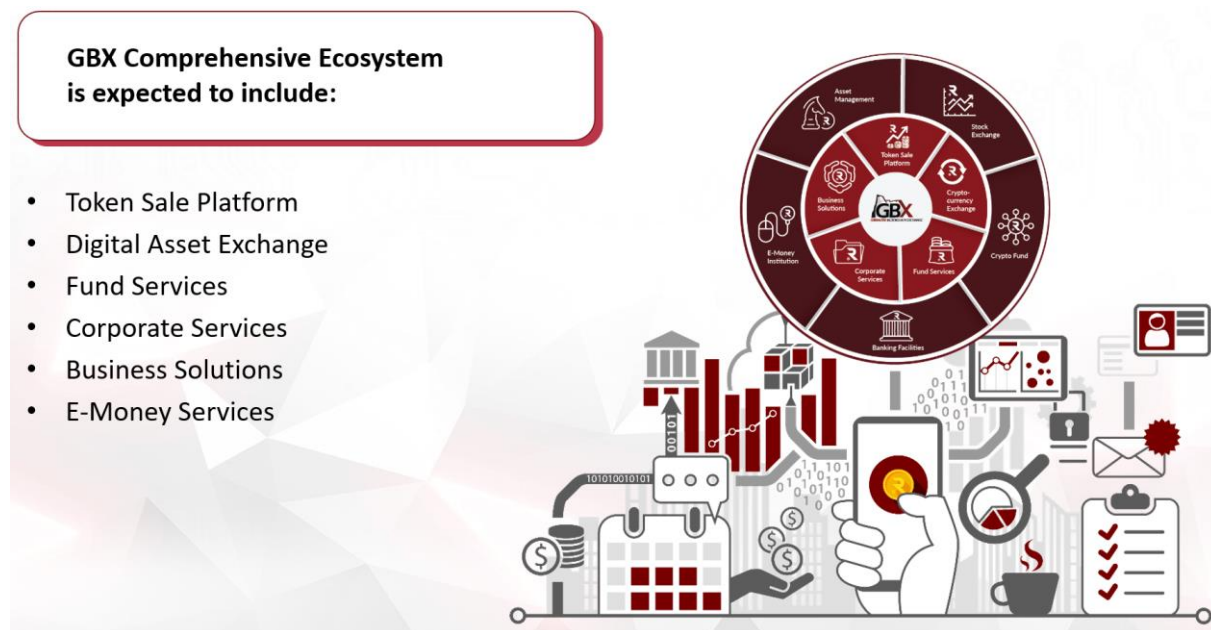 GBX Comprehensive Ecosystem
is expected to include:
• Token Sale Platform
• Digital Asset Exchange
• Fund Services
• Corporate Services
• Business Solutions
• E-Money Services
Asset
Management
Stock
Exchange
Token Sale
Platform
Business
Solutions
Crypto-
currency
Exchange
GBX
E-Money
Institution
Crypto Fund
Corporate
Services
Fund Services
Banking Facilities
00101
101010010101